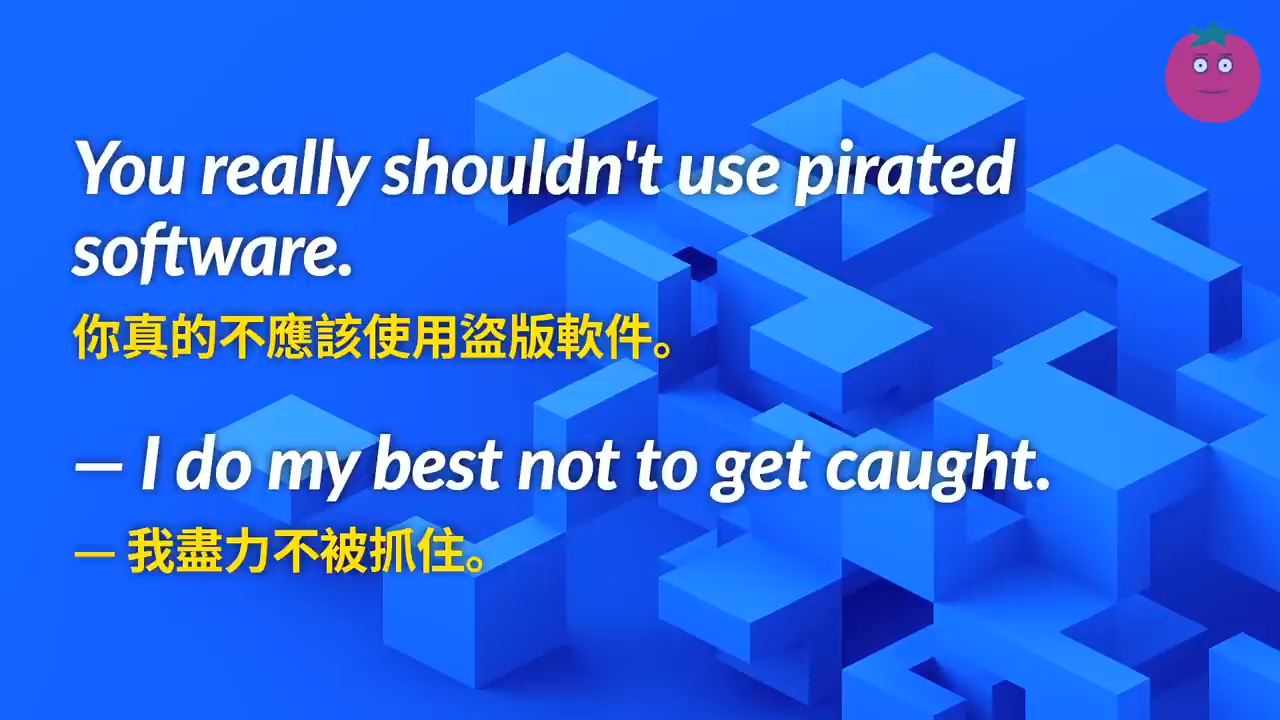 You really shouldn't use pirated
software.
你真的不應該使用盜版軟件。
— I do my best not to get caught.
— 我盡力不被抓住。